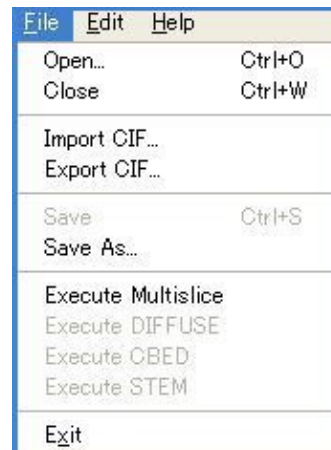 File Edit Help
Open... Ctrl+O
Close Ctrl+W
Import CIF...
Export CIF...
Save Ctrl+S
Save As...
Execute Multislice
Execute DIFFUSE
Execute CBED
Execute STEM
Exit